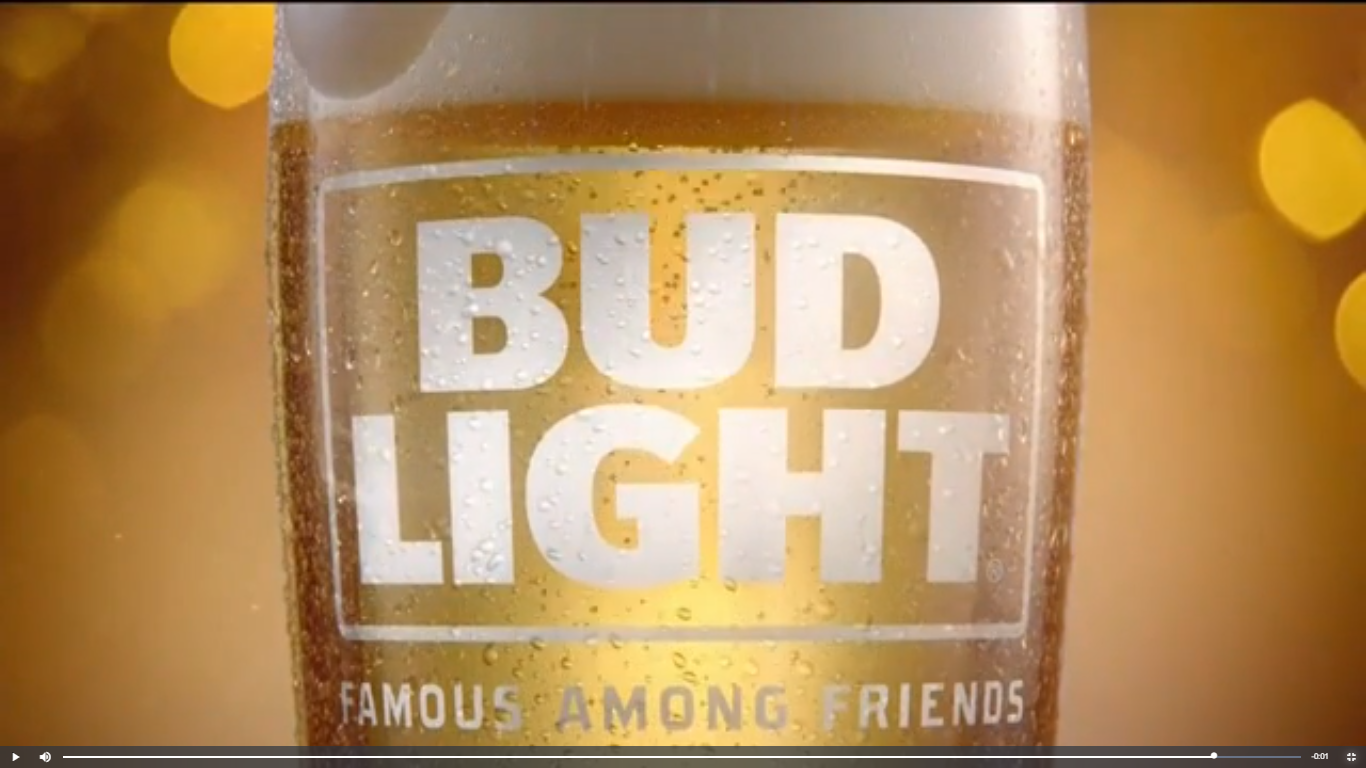 BUD
LIGHT
®
FAMOUS AMONG FRIENDS
-0:01